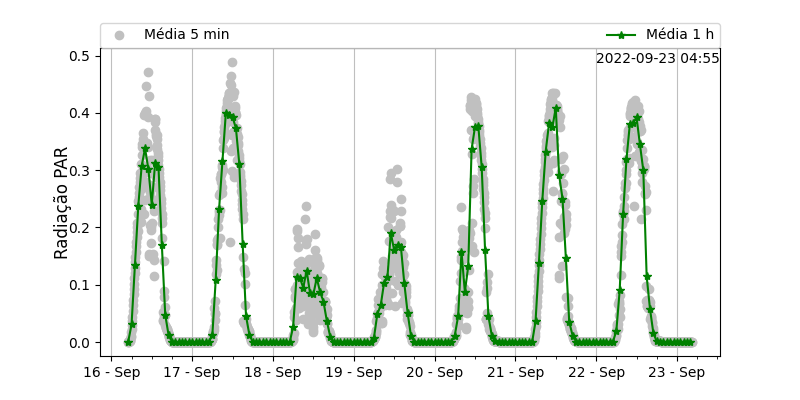 Média 5 min
Média 1 h
2022-09-23 04:55
Radiação PAR
0.5
0.4
0.3
0.2
0.1
0.0
16 - Sep
17 - Sep
18 - Sep
19 - Sep
20 - Sep
21 - Sep
22 - Sep
23 - Sep